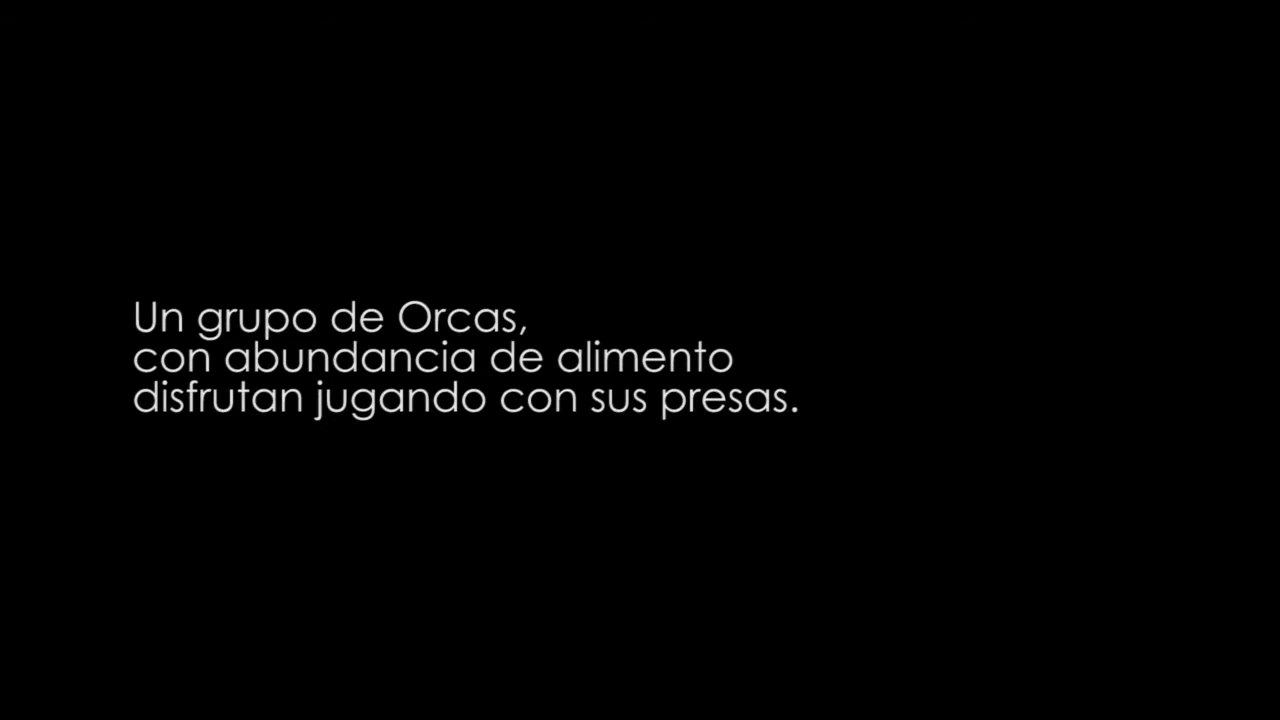 Un grupo de Orcas,
con abundancia de alimento
disfrutan jugando con sus presas.